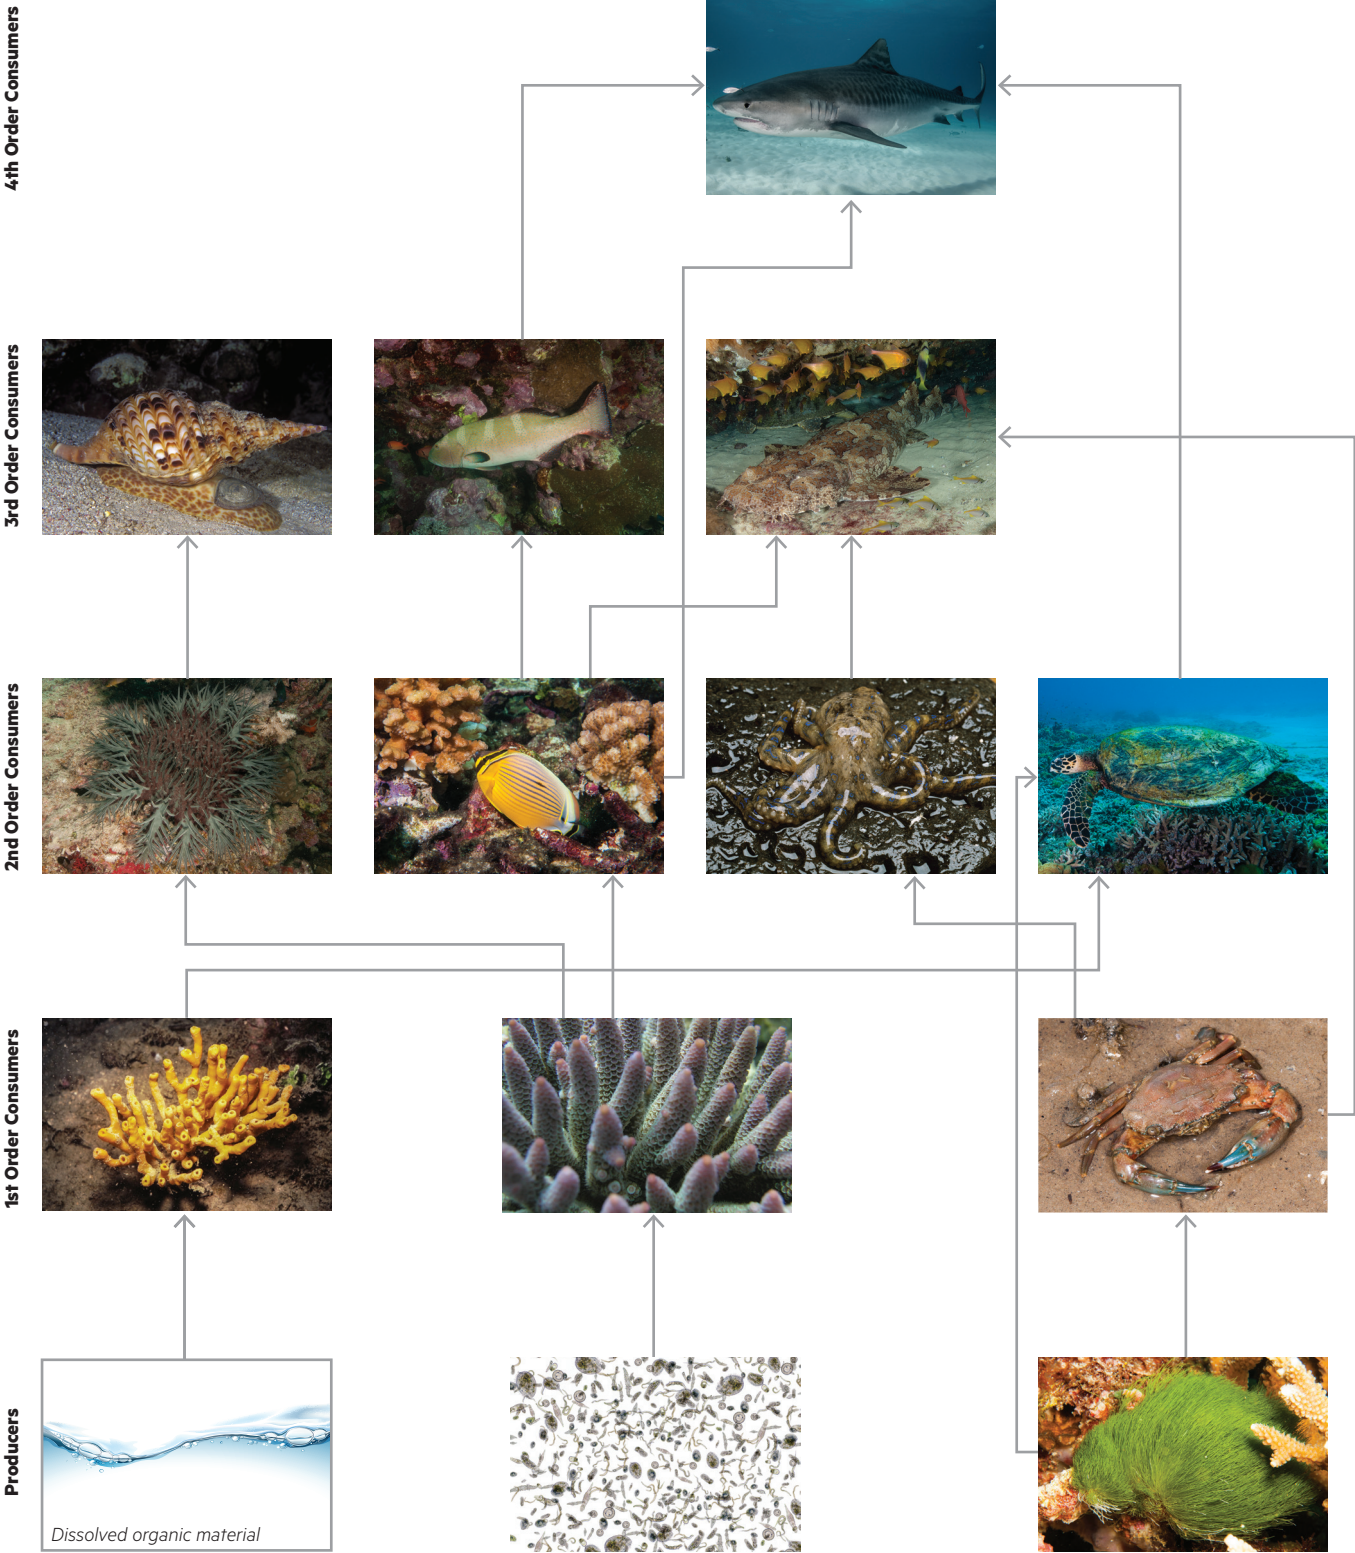 4th Order Consumers
3rd Order Consumers
2nd Order Consumers
1st Order Consumers
Producers
Dissolved organic material